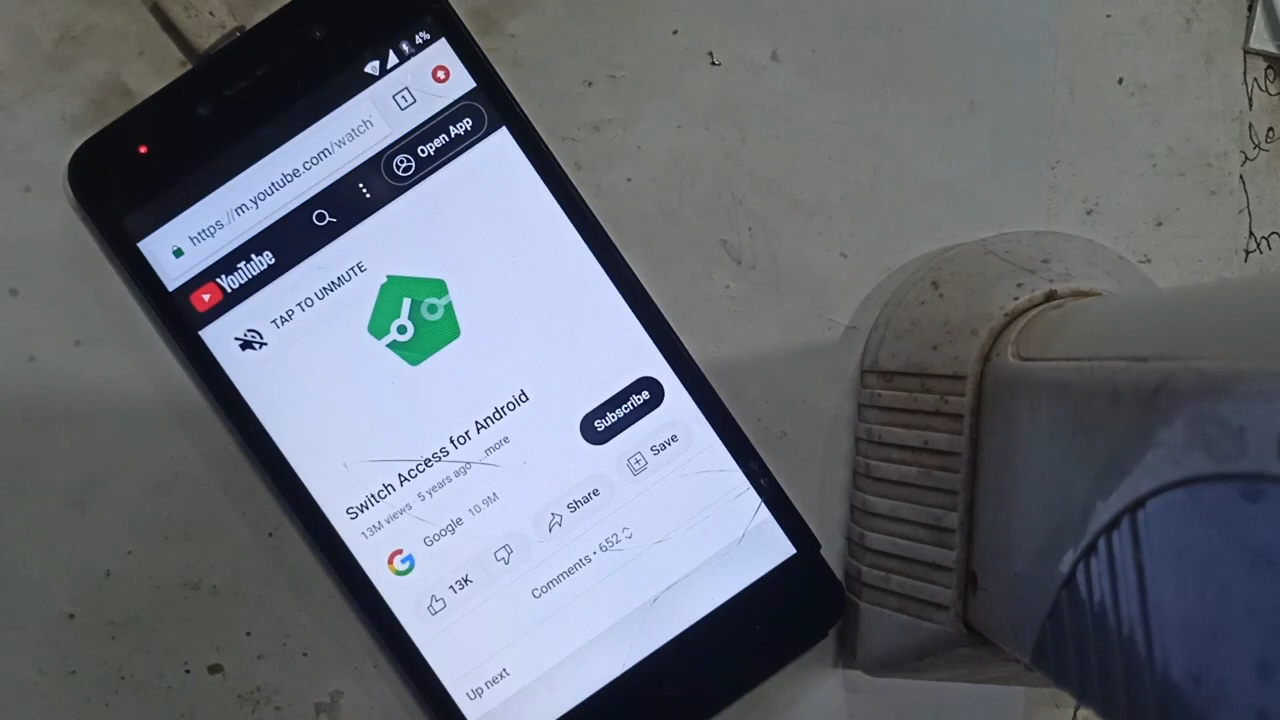 4%
https://m.youtube.com/watch
1
YouTube
Open App
TAP TO UNMUTE
Switch Access for Android
13M views · 5 years ago ...more
Google 10.9M
Subscribe
13K
Share
Save
Comments • 652
Up next